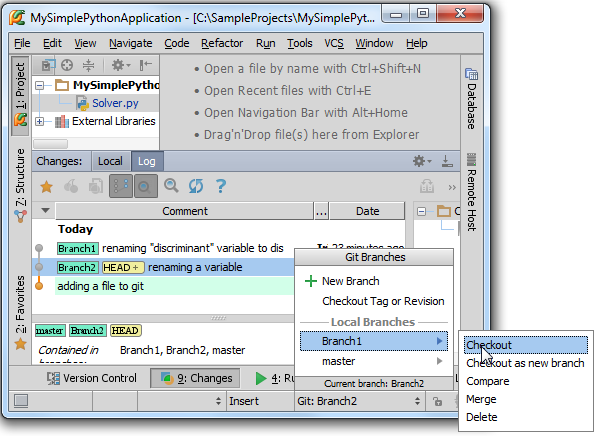 MySimplePythonApplication - [C:\SampleProjects\MySimplePyt...
File Edit View Navigate Code Refactor Run Tools VCS Window Help
1: Project
7: Structure
2: Favorites
MySimplePytho
Solver.py
External Libraries
• Open a file by name with Ctrl+Shift+N
• Open Recent files with Ctrl+E
• Open Navigation Bar with Alt+Home
• Drag'n'Drop file(s) here from Explorer
Database
Remote Host
Changes: Local Log
Comment ... Date
Today
Branch1 renaming "discriminant" variable to dis
23 minutes ago
Branch2 HEAD + renaming a variable
adding a file to git
master Branch2 HEAD
Contained in
Branch1, Branch2, master
Git Branches
New Branch
Checkout Tag or Revision
Local Branches
Branch1
master
Current branch: Branch2
Checkout
Checkout as new branch
Compare
Merge
Delete
Version Control 9: Changes 4: Ru
Insert Git: Branch2